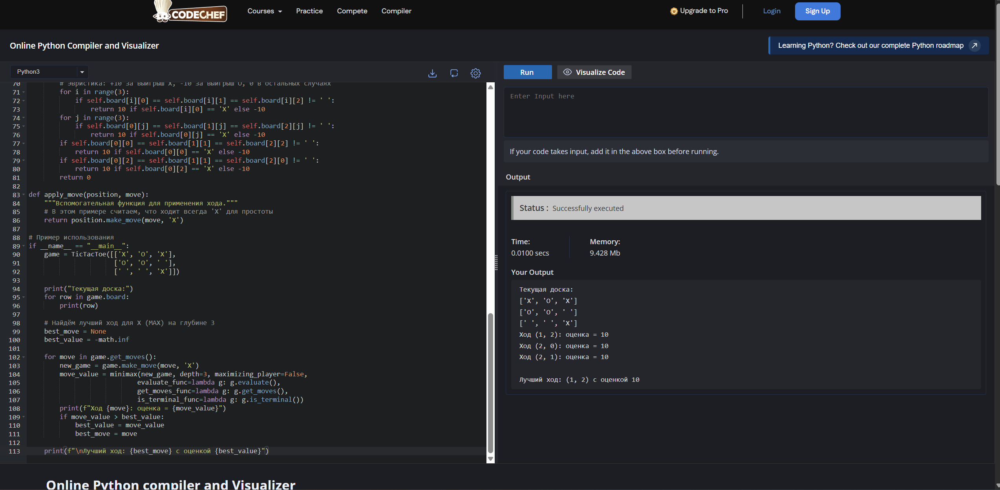 CODECHEF
Courses Practice Compete Compiler
Upgrade to Pro
Login
Sign Up
Online Python Compiler and Visualizer
Learning Python? Check out our complete Python roadmap
Python3
Run
Visualize Code
70 # Эвристика: +10 за выигрыш X, -10 за выигрыш O, 0 в остальных случаях
71 for i in range(3):
72 if self.board[i][0] == self.board[i][1] == self.board[i][2] != ' ':
73 return 10 if self.board[i][0] == 'X' else -10
74 for j in range(3):
75 if self.board[0][j] == self.board[1][j] == self.board[2][j] != ' ':
76 return 10 if self.board[0][j] == 'X' else -10
77 if self.board[0][0] == self.board[1][1] == self.board[2][2] != ' ':
78 return 10 if self.board[0][0] == 'X' else -10
79 if self.board[0][2] == self.board[1][1] == self.board[2][0] != ' ':
80 return 10 if self.board[0][2] == 'X' else -10
81 return 0
82
83 def apply_move(position, move):
84 """Вспомогательная функция для применения хода."""
85 # В этом примере считаем, что ходит всегда 'X' для простоты
86 return position.make_move(move, 'X')
87
88 # Пример использования
89 if __name__ == "__main__":
90 game = TicTacToe([['X', 'O', 'X'],
91 ['O', 'O', ' '],
92 [' ', ' ', 'X']])
93
94 print("Текущая доска:")
95 for row in game.board:
96 print(row)
97
98 # Найдём лучший ход для X (MAX) на глубине 3
99 best_move = None
100 best_value = -math.inf
101
102 for move in game.get_moves():
103 new_game = game.make_move(move, 'X')
104 move_value = minimax(new_game, depth=3, maximizing_player=False,
105 evaluate_func=lambda g: g.evaluate(),
106 get_moves_func=lambda g: g.get_moves(),
107 is_terminal_func=lambda g: g.is_terminal())
108 print(f"Ход {move}: оценка = {move_value}")
109 if move_value > best_value:
110 best_value = move_value
111 best_move = move
112
113 print(f"\nЛучший ход: {best_move} с оценкой {best_value}")
Enter Input here
If your code takes input, add it in the above box before running.
Output
Status : Successfully executed
Time:
0.0100 secs
Memory:
9.428 Mb
Your Output
Текущая доска:
['X', 'O', 'X']
['O', 'O', ' ']
[' ', ' ', 'X']
Ход (1, 2): оценка = 10
Ход (2, 0): оценка = 10
Ход (2, 1): оценка = 10
Лучший ход: (1, 2) с оценкой 10
Online Python compiler and Visualizer